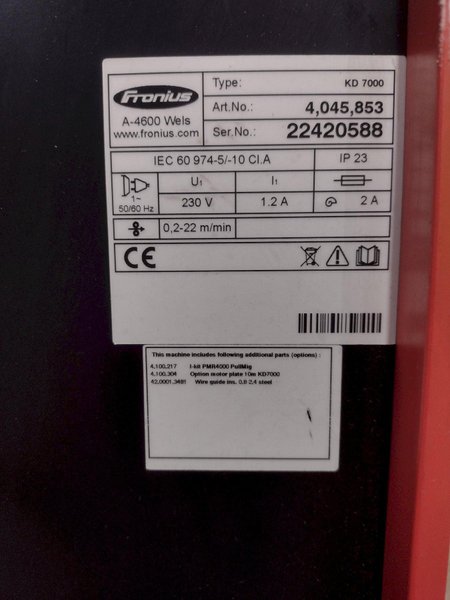 Fronius
A-4600 Wels
www.fronius.com
Type: KD 7000
Art.No.: 4,045,853
Ser.No.: 22420588
IEC 60 974-5/-10 Cl.A IP 23
1~
50/60 Hz
U1 I1
230 V 1.2 A 2 A
0,2-22 m/min
CE
This machine includes following additional parts (options) :
4,100,217 I-kit PMR4000 PullMig
4,100,304 Option motor plate 10m KD7000
Wire guide ins. 0,8 2,4 steel